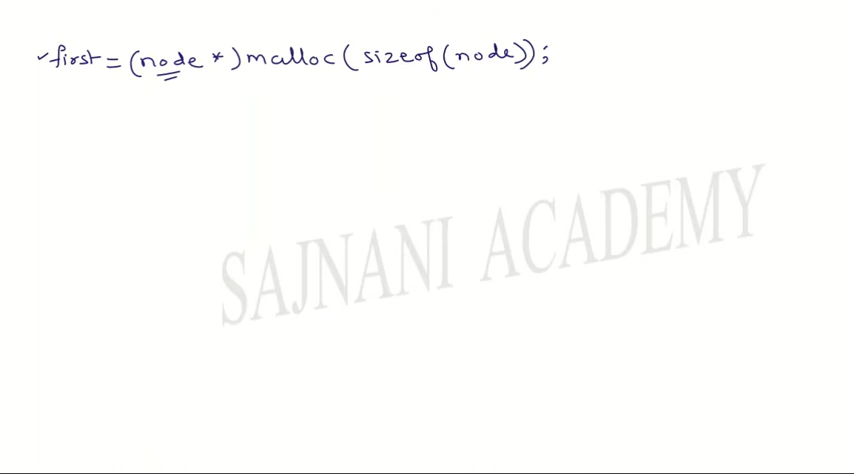 ✓first = (node *) malloc(sizeof(node));
SAJNANI ACADEMY